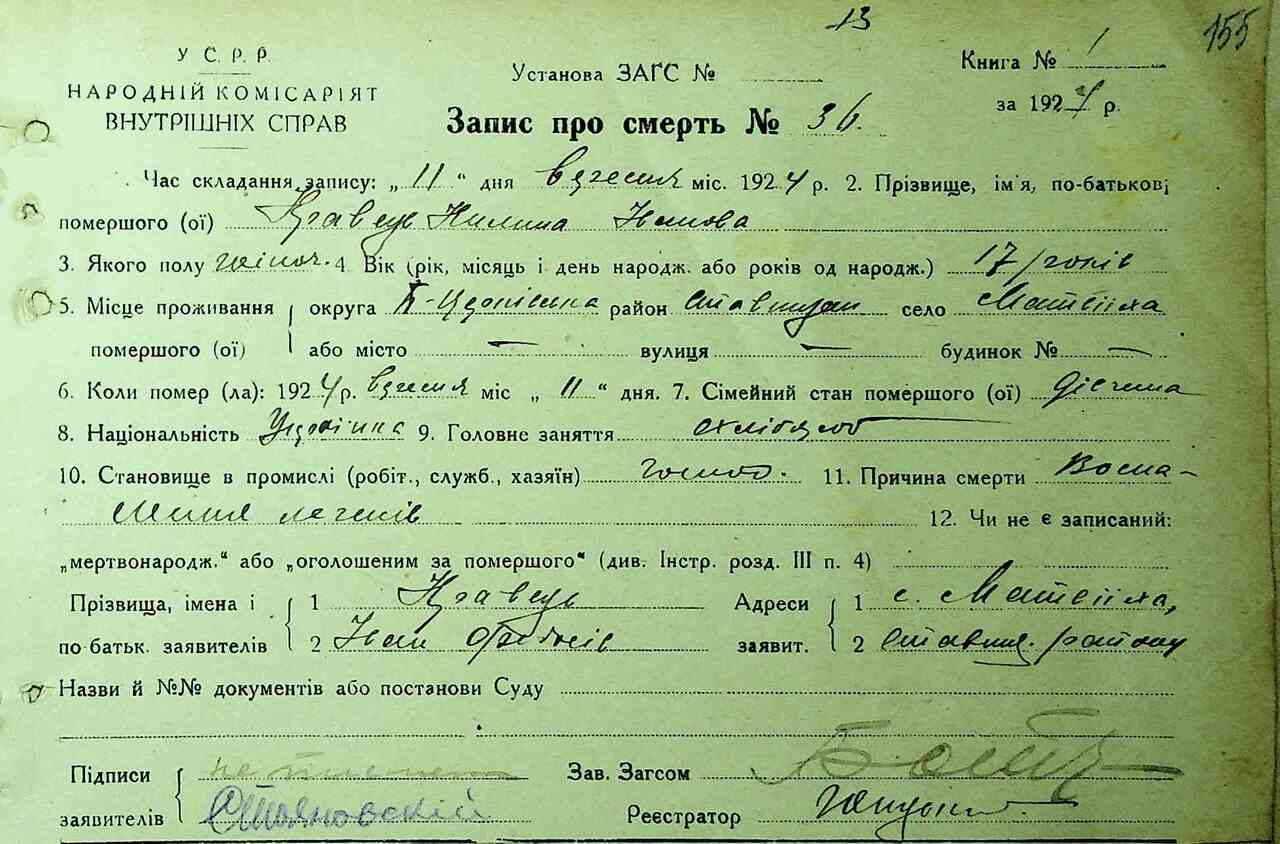 13
155
У С. Р. Р.
НАРОДНІЙ КОМІСАРІЯТ
ВНУТРІШНІХ СПРАВ
Установа ЗАҐС №
Книга № 1
за 1924 р.
Запис про смерть № 36.
Час складання запису: „ 11 “ дня вересня міс. 1924 р. 2. Прізвище, ім'я, по-батькові
помершого (ої) Кравець Килина Іванова
3. Якого полу жіноч. 4 Вік (рік, місяць і день народж. або років од народж.) 17 років
5. Місце проживання округа район село
помершого (ої) або місто — вулиця — будинок № —
6. Коли помер (ла): 1924 р. вересня міс „ 11 “ дня. 7. Сімейний стан помершого (ої) дівчина
8. Національність Українка 9. Головне заняття хлібороб
10. Становище в промислі (робіт., служб., хазяїн) 11. Причина смерти Воспа-
лення легенів 12. Чи не є записаний:
„мертвонародж.“ або „оголошеним за помершого“ (див. Інстр. розд. III п. 4)
Прізвища, імена і 1 Кравець Адреси 1 с.
по батьк. заявителів 2 Іван заявит. 2 району
Назви й №№ документів або постанови Суду
Підписи Зав. Загсом
заявителів Стояновский Реєстратор